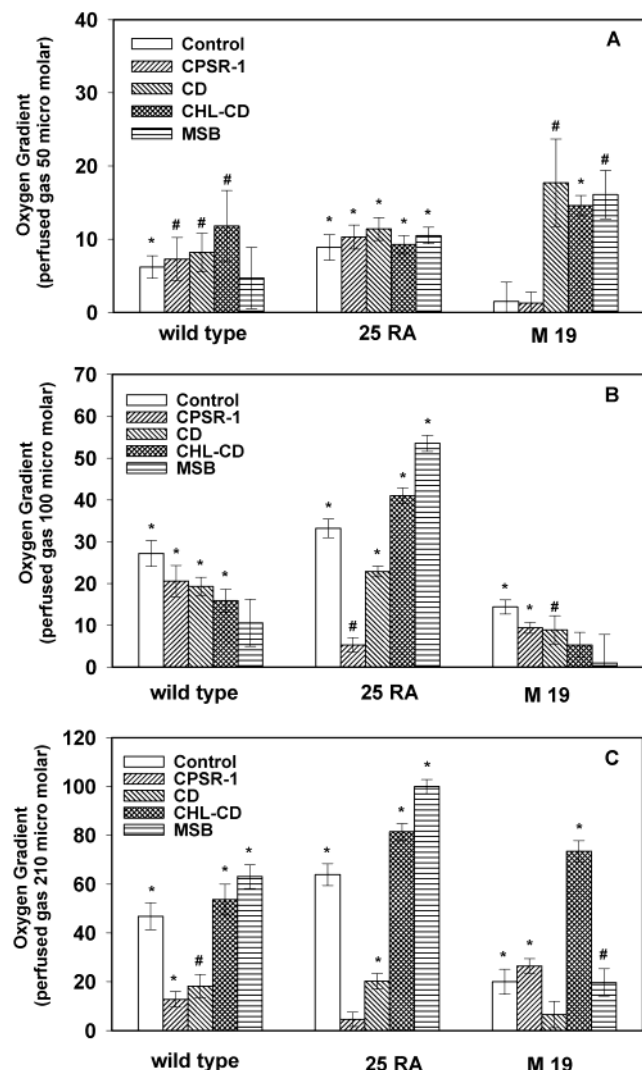 Oxygen Gradient
(perfused gas 50 micro molar)
40
30
20
10
0
A
Control
CPSR-1
CD
CHL-CD
MSB
* # # #
* * * * *
# * #
wild type 25 RA M 19
Oxygen Gradient
(perfused gas 100 micro molar)
70
60
50
40
30
20
10
0
B
Control
CPSR-1
CD
CHL-CD
MSB
* * * *
* # * * *
* * #
wild type 25 RA M 19
Oxygen Gradient
(perfused gas 210 micro molar)
120
100
80
60
40
20
0
C
Control
CPSR-1
CD
CHL-CD
MSB
* * # * *
* * * *
* * * #
wild type 25 RA M 19